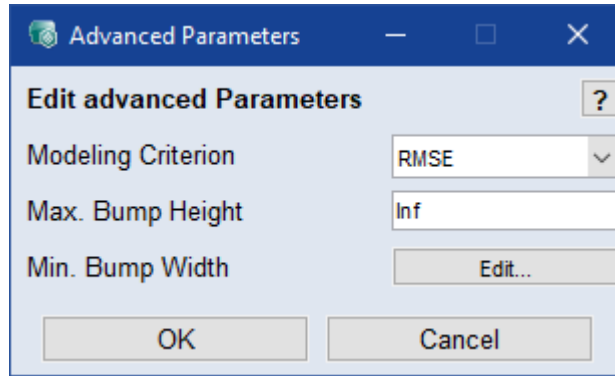 Advanced Parameters
Edit advanced Parameters ?
Modeling Criterion RMSE
Max. Bump Height Inf
Min. Bump Width Edit...
OK Cancel